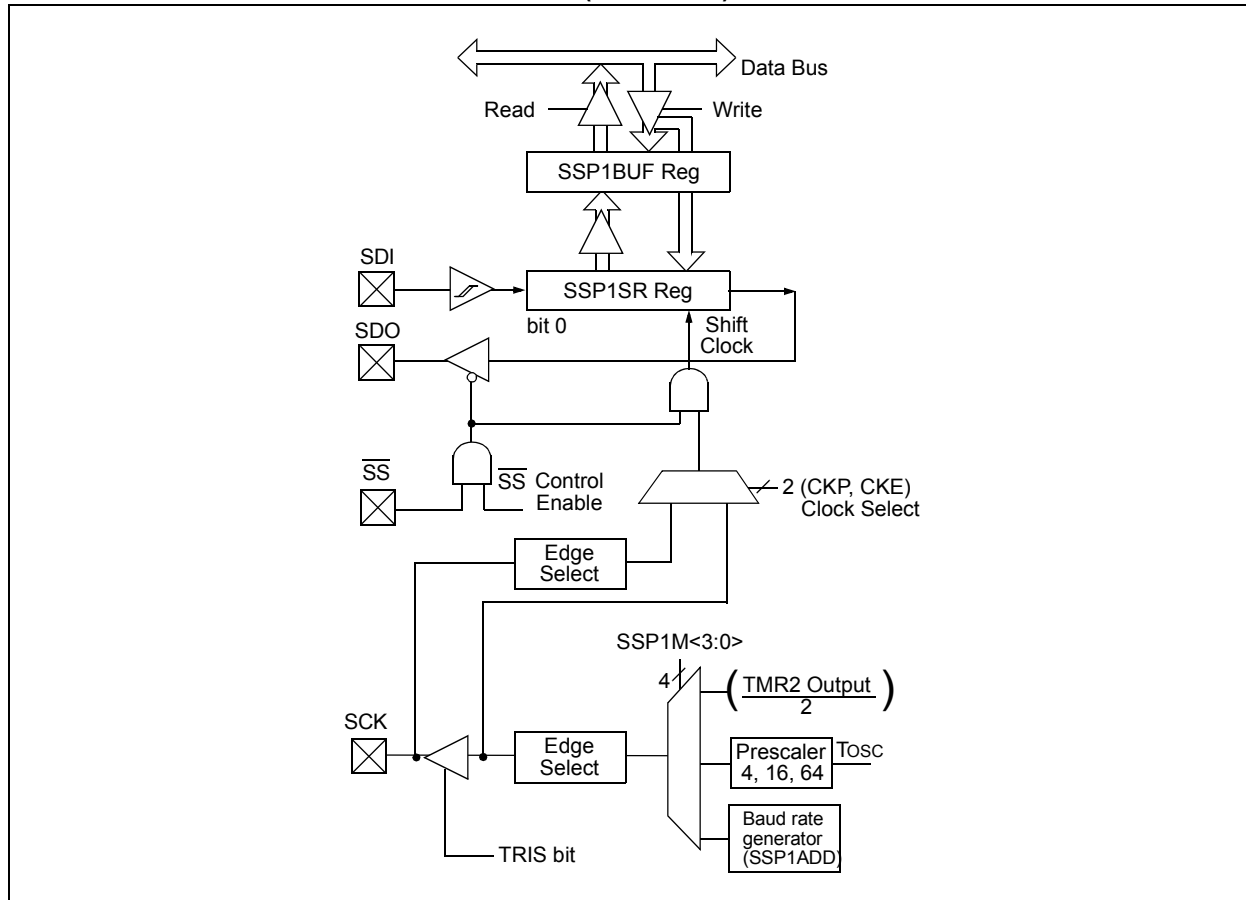 Data Bus
Read
Write
SSP1BUF Reg
SDI
SSP1SR Reg
bit 0
Shift
Clock
SDO
SS
SS Control
Enable
2 (CKP, CKE)
Clock Select
Edge
Select
SSP1M<3:0>
4
( TMR2 Output )
2
SCK
Edge
Select
Prescaler
4, 16, 64
TOSC
Baud rate
generator
(SSP1ADD)
TRIS bit